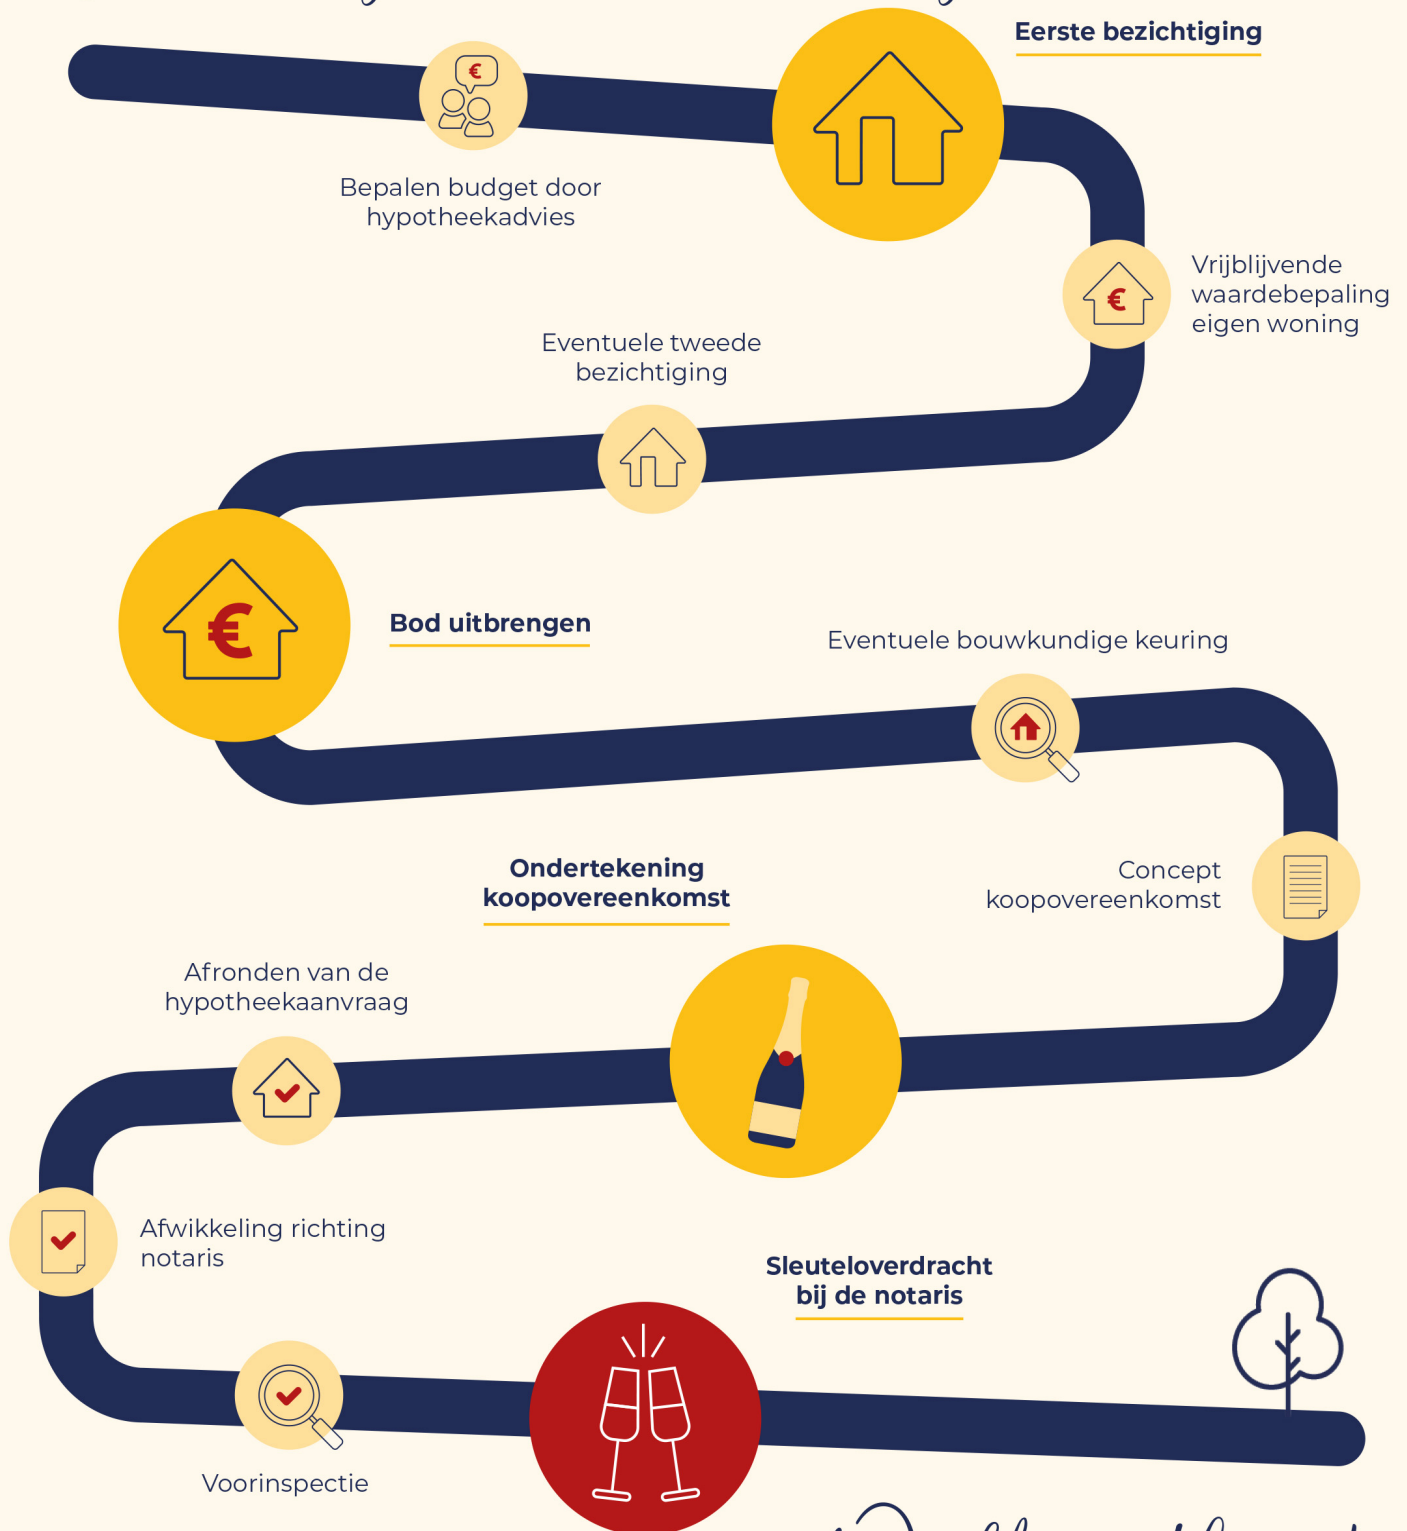 Eerste bezichtiging
Bepalen budget door
hypotheekadvies
Vrijblijvende
waardebepaling
eigen woning
Eventuele tweede
bezichtiging
Bod uitbrengen
Eventuele bouwkundige keuring
Concept
koopovereenkomst
Ondertekening
koopovereenkomst
Afronden van de
hypotheekaanvraag
Afwikkeling richting
notaris
Sleuteloverdracht
bij de notaris
Voorinspectie